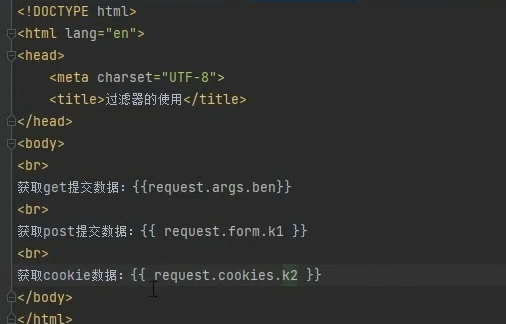 <!DOCTYPE html>
<html lang="en">
<head>
    <meta charset="UTF-8">
    <title>过滤器的使用</title>
</head>
<body>
<br>
获取get提交数据：{{request.args.ben}}
<br>
获取post提交数据：{{ request.form.k1 }}
<br>
获取cookie数据：{{ request.cookies.k2 }}
</body>
</html>